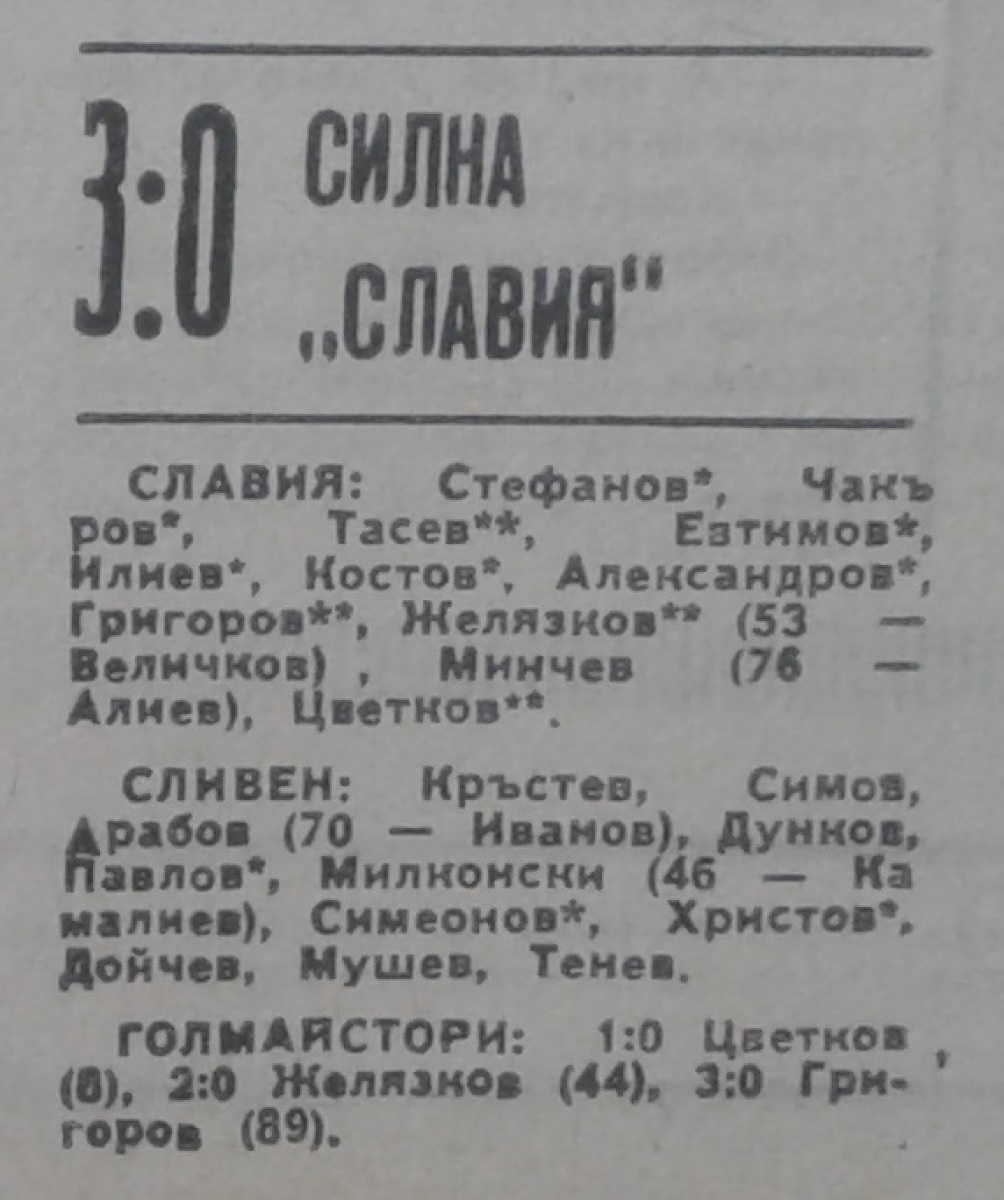 3:0 СИЛНА
„СЛАВИЯ“
СЛАВИЯ: Стефанов*, Чакъ
ров*, Тасев**, Евтимов*,
Илиев*, Костов*, Александров*,
Григоров**, Желязков** (53 —
Величков) , Минчев (76 —
Алиев), Цветков**.
СЛИВЕН: Кръстев, Симов,
Арабов (70 — Иванов), Дунков,
Павлов*, Милконски (46 — Ка
малиев), Симеонов*, Христов*,
Дойчев, Мушев, Тенев.
ГОЛМАЙСТОРИ: 1:0 Цветков
(8), 2:0 Желязков (44), 3:0 Гри-
горов (89).